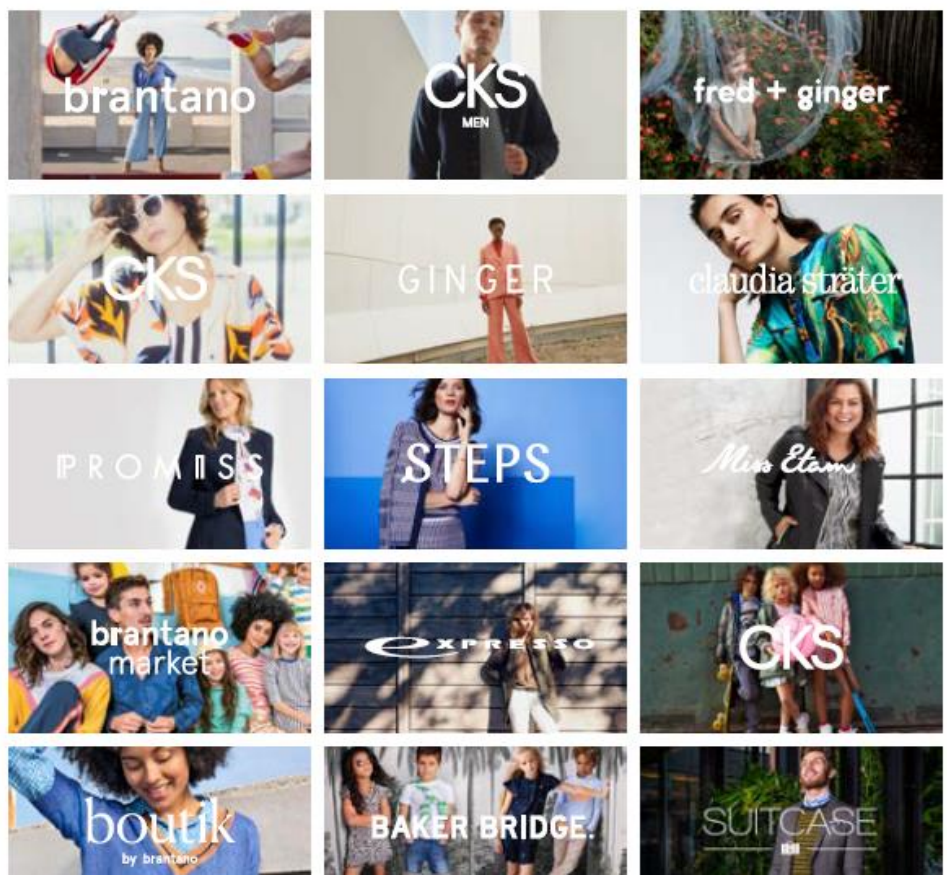 brantano
CKS
MEN
fred + ginger
CKS
GINGER
claudia sträter
PROMISS
STEPS
Miss Etam
brantano
market
expresso
CKS
boutik
by brantano
BAKER BRIDGE.
SUITCASE